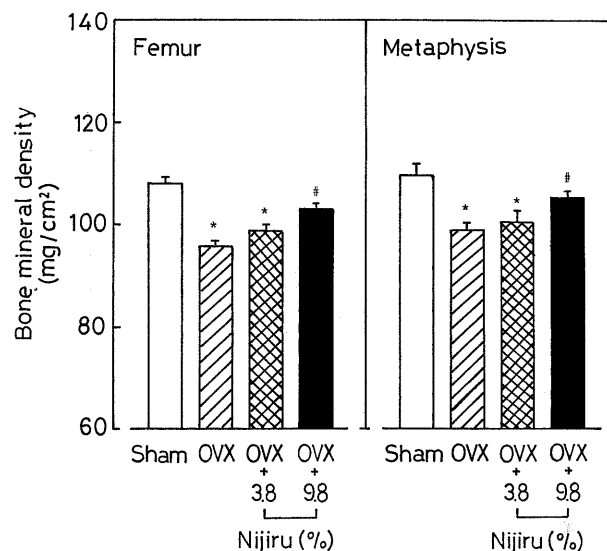 Bone mineral density
(mg/cm²)
140
120
100
80
60
Femur
*
*
#
Sham OVX OVX OVX
+ +
3.8 9.8
Nijiru (%)
Metaphysis
*
*
#
Sham OVX OVX OVX
+ +
3.8 9.8
Nijiru (%)